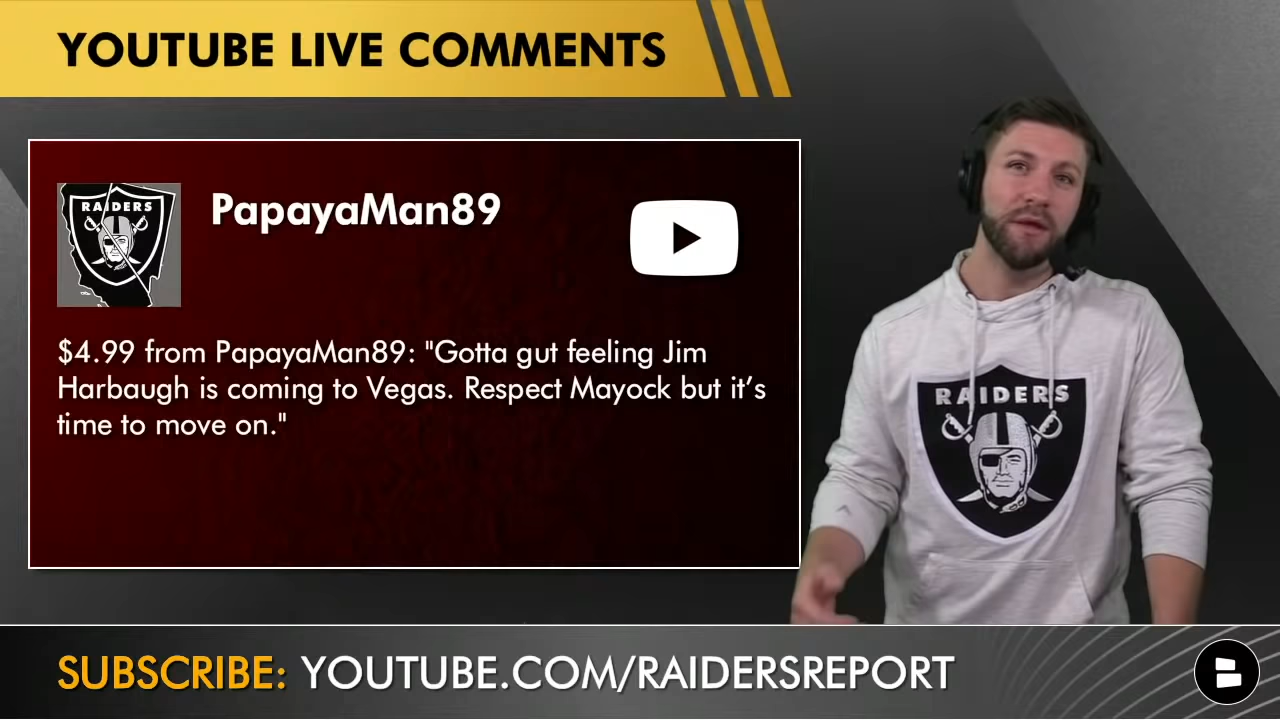 YOUTUBE LIVE COMMENTS
RAIDERS
PapayaMan89
$4.99 from PapayaMan89: "Gotta gut feeling Jim
Harbaugh is coming to Vegas. Respect Mayock but it’s
time to move on."
RAIDERS
SUBSCRIBE: YOUTUBE.COM/RAIDERSREPORT